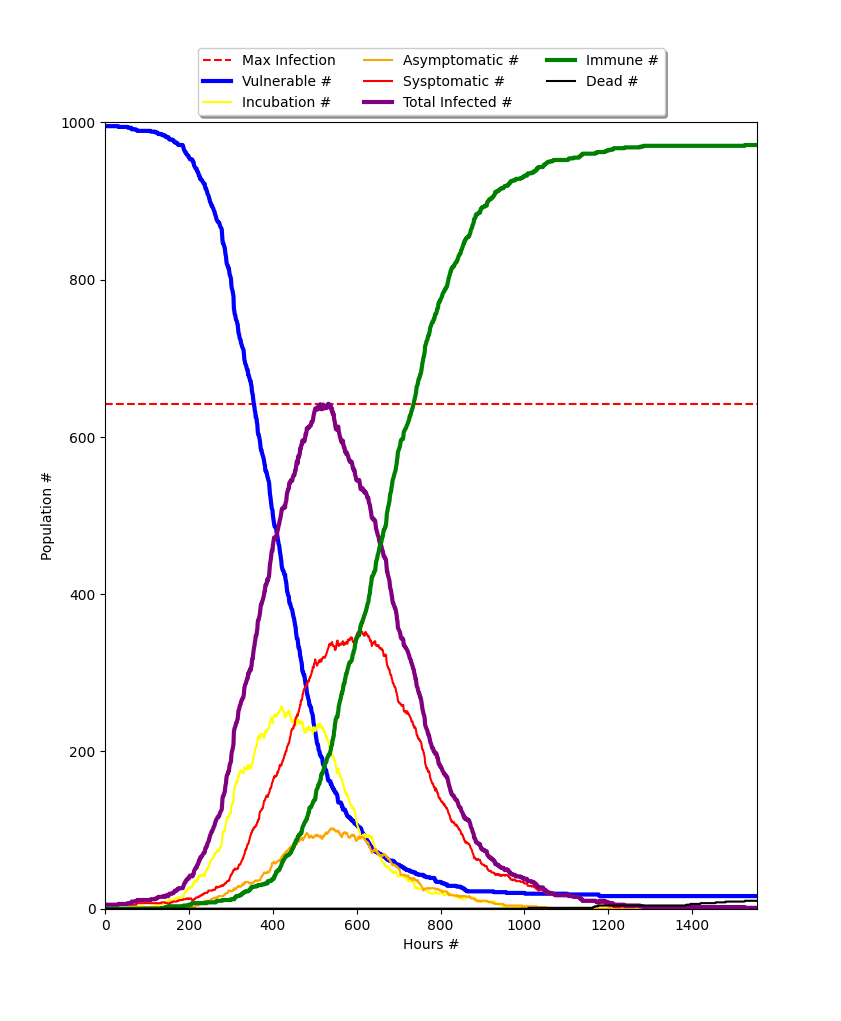 Max Infection Asymptomatic # Immune #
Vulnerable # Sysptomatic # Dead #
Incubation # Total Infected #
1000
800
600
400
200
0
Population #
0 200 400 600 800 1000 1200 1400
Hours #